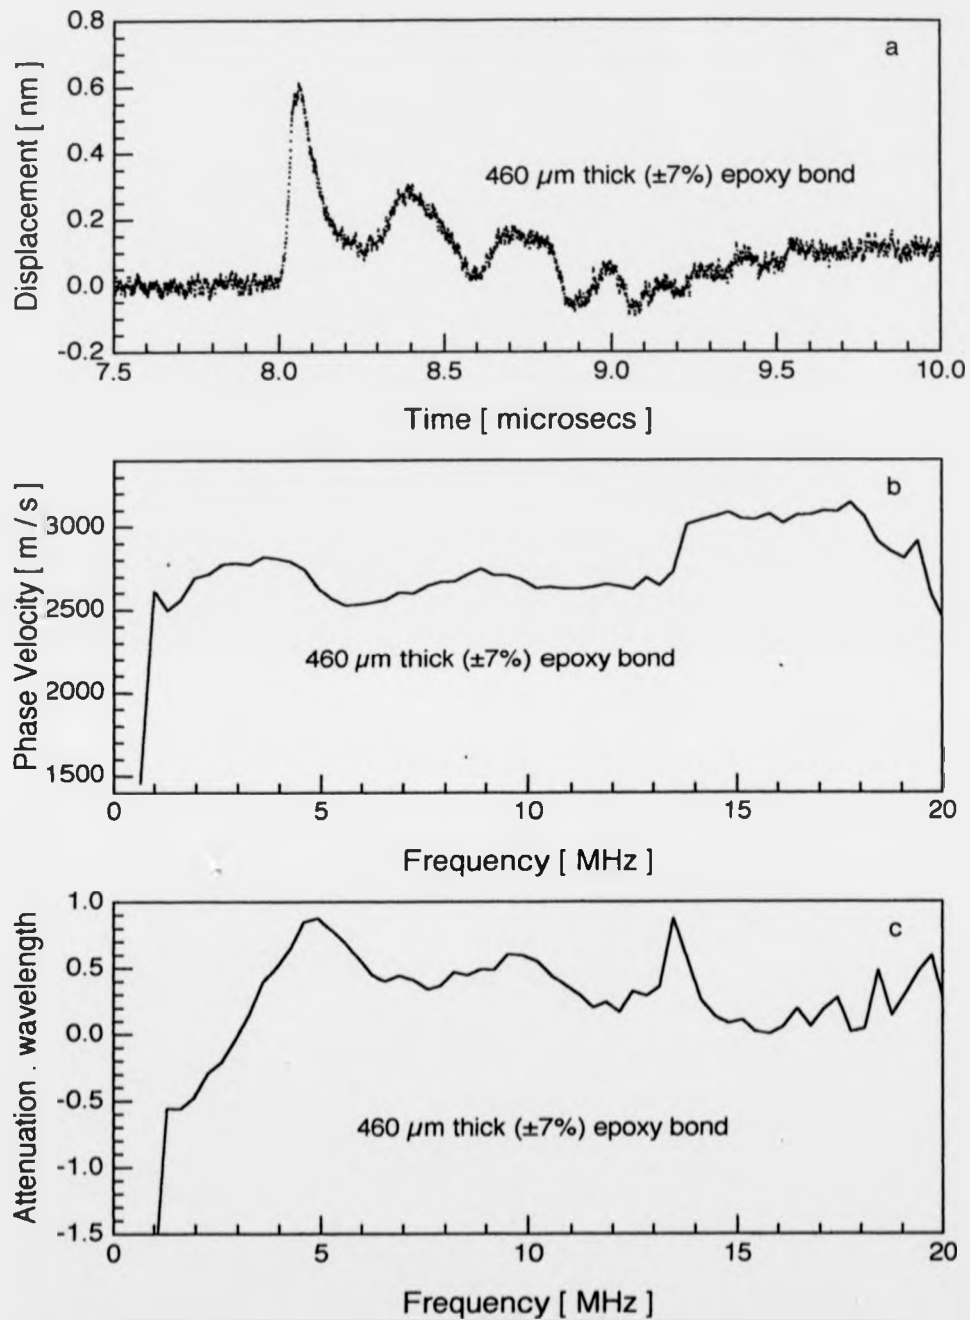 a
0.8
0.6
0.4
0.2
0.0
-0.2
Displacement [ nm ]
460 µm thick (±7%) epoxy bond
7.5 8.0 8.5 9.0 9.5 10.0
Time [ microsecs ]
b
3000
2500
2000
1500
Phase Velocity [ m / s ]
460 µm thick (±7%) epoxy bond
0 5 10 15 20
Frequency [ MHz ]
c
1.0
0.5
0.0
-0.5
-1.0
-1.5
Attenuation . wavelength
460 µm thick (±7%) epoxy bond
0 5 10 15 20
Frequency [ MHz ]